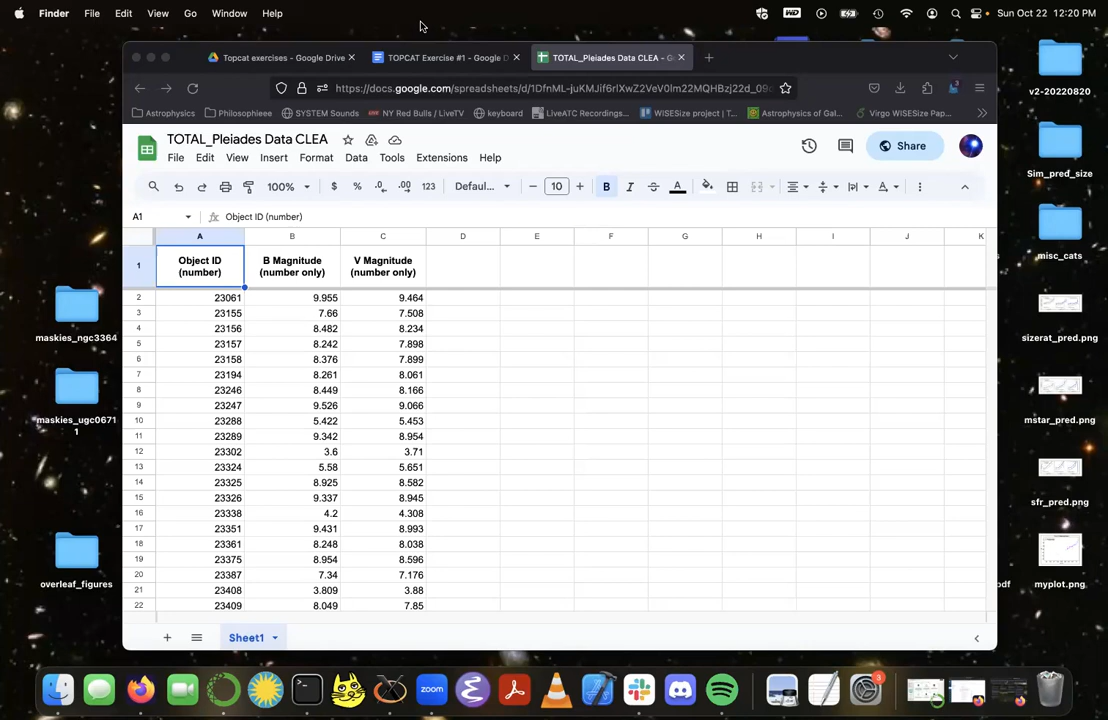 Finder File Edit View Go Window Help
WD
Sun Oct 22 12:20 PM
Topcat exercises - Google Drive
TOPCAT Exercise #1 - Google D
TOTAL_Pleiades Data CLEA - G
https://docs.google.com/spreadsheets/d/1DfnML-juKMJif6rlXwZ2VeV0lm22MQHBzj22d_09
Astrophysics
Philosophieee
SYSTEM Sounds
NY Red Bulls / LiveTV
keyboard
LiveATC Recordings...
WISESize project | T...
Astrophysics of Gal...
Virgo WISESize Pap...
TOTAL_Pleiades Data CLEA
File Edit View Insert Format Data Tools Extensions Help
Share
100%
$ % .0 .00 123
Defaul...
10
B I A
A1
Object ID (number)
A B C D E F G H I J K
1 Object ID (number) B Magnitude (number only) V Magnitude (number only)
2 23061 9.955 9.464
3 23155 7.66 7.508
4 23156 8.482 8.234
5 23157 8.242 7.898
6 23158 8.376 7.899
7 23194 8.261 8.061
8 23246 8.449 8.166
9 23247 9.526 9.066
10 23288 5.422 5.453
11 23289 9.342 8.954
12 23302 3.6 3.71
13 23324 5.58 5.651
14 23325 8.925 8.582
15 23326 9.337 8.945
16 23338 4.2 4.308
17 23351 9.431 8.993
18 23361 8.248 8.038
19 23375 8.954 8.596
20 23387 7.34 7.176
21 23408 3.809 3.88
22 23409 8.049 7.85
Sheet1
maskies_ngc3364
maskies_ugc0671
1
overleaf_figures
v2-20220820
Sim_pred_size
misc_cats
sizerat_pred.png
mstar_pred.png
sfr_pred.png
pdf
myplot.png
zoom
3